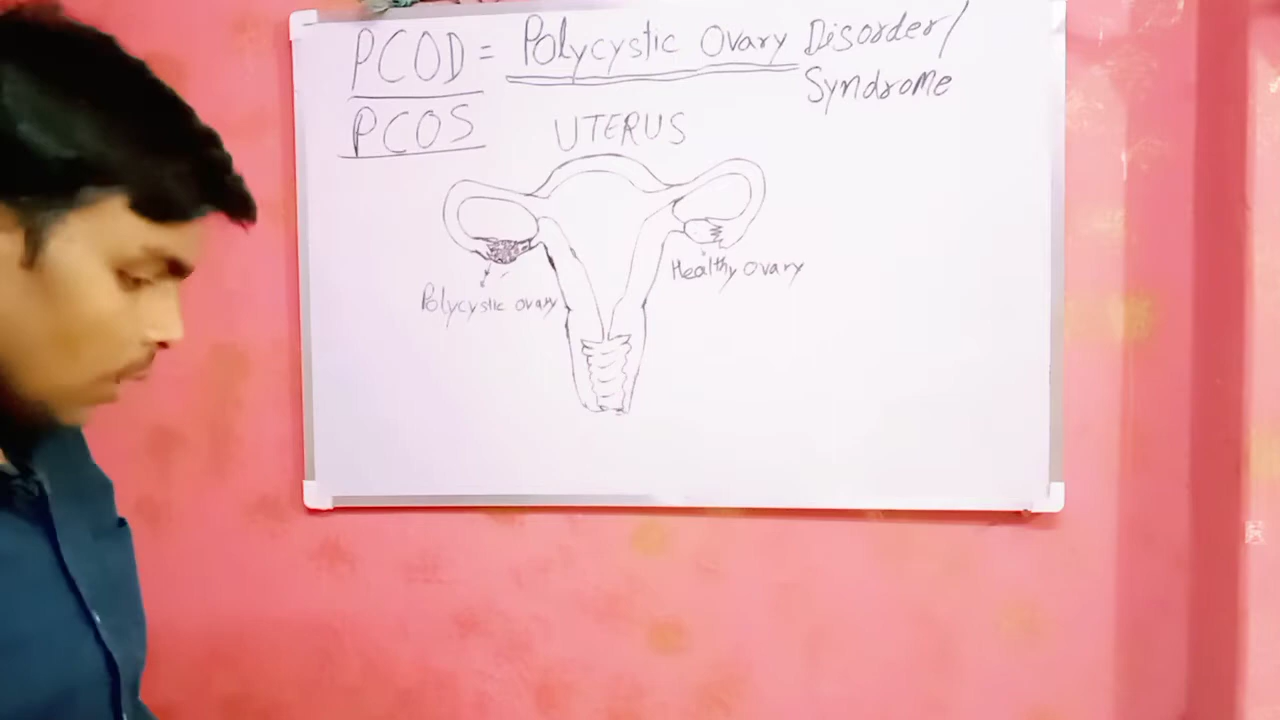 PCOD = Polycystic Ovary Disorder/
Syndrome
PCOS
UTERUS
Healthy Ovary
Polycystic ovary